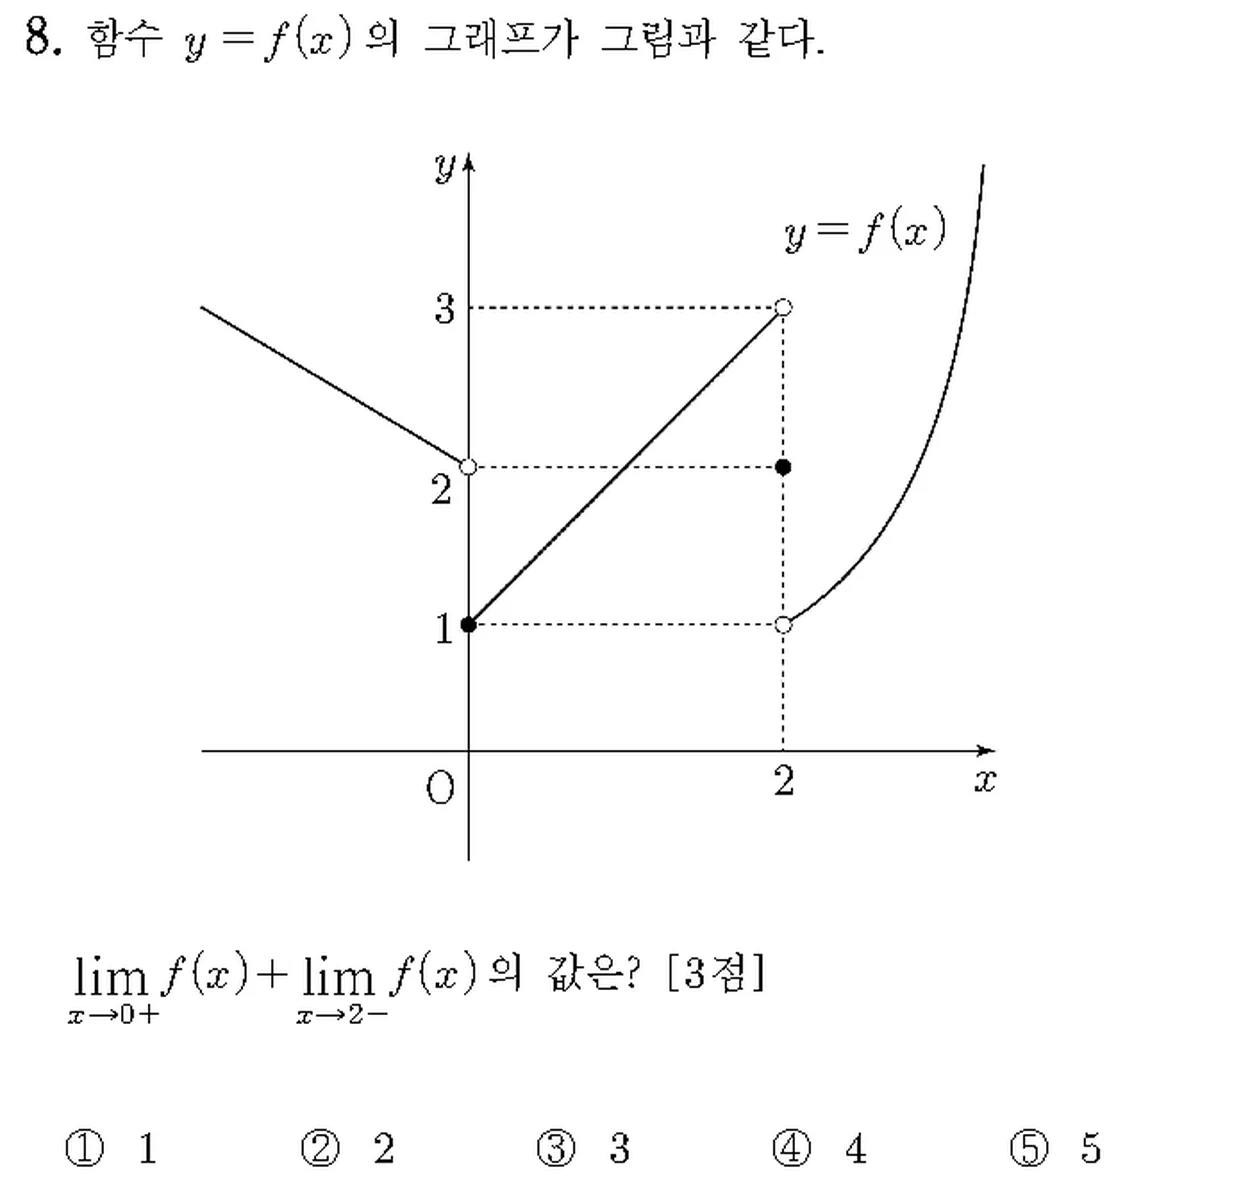 8. 함수 y = f(x)의 그래프가 그림과 같다.
y
y = f(x)
3
2
1
O
2
x
lim f(x) + lim f(x)의 값은? [3점]
x→0+ x→2−
① 1 ② 2 ③ 3 ④ 4 ⑤ 5